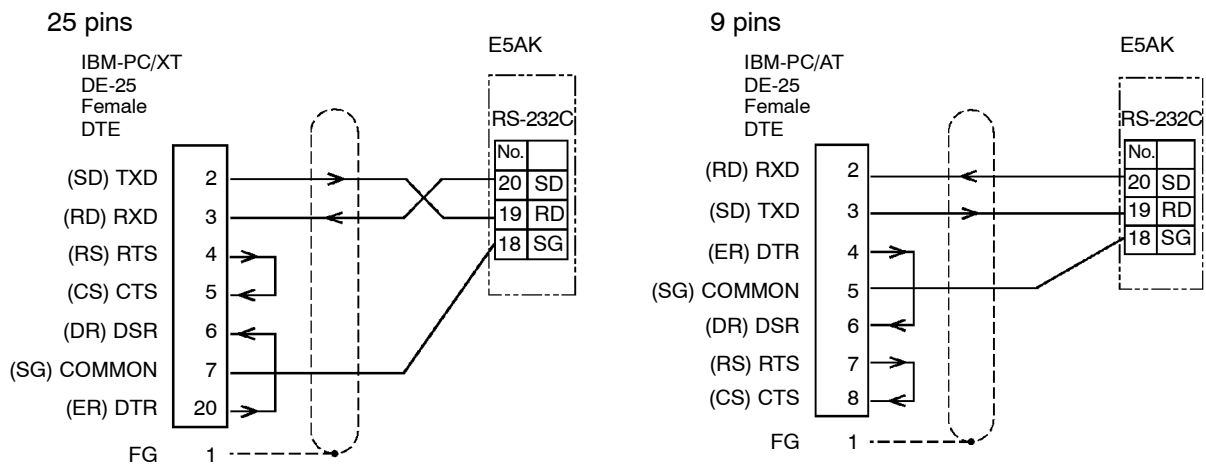 25 pins
IBM-PC/XT
DE-25
Female
DTE
E5AK
RS-232C
No.
20 SD
19 RD
18 SG
(SD) TXD 2
(RD) RXD 3
(RS) RTS 4
(CS) CTS 5
(DR) DSR 6
(SG) COMMON 7
(ER) DTR 20
FG 1
9 pins
IBM-PC/AT
DE-25
Female
DTE
E5AK
RS-232C
No.
20 SD
19 RD
18 SG
(RD) RXD 2
(SD) TXD 3
(ER) DTR 4
(SG) COMMON 5
(DR) DSR 6
(RS) RTS 7
(CS) CTS 8
FG 1